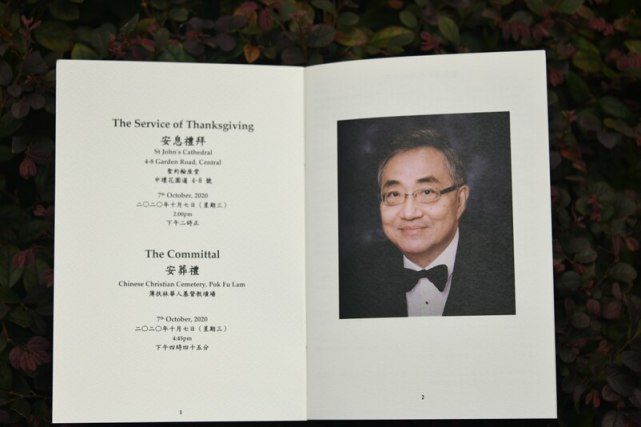 The Service of Thanksgiving
安息禮拜
St John's Cathedral
4-8 Garden Road, Central
聖約翰座堂
中環花園道 4-8 號
7th October, 2020
二〇二〇年十月七日（星期三）
2:00pm
下午二時正
The Committal
安葬禮
Chinese Christian Cemetery, Pok Fu Lam
薄扶林華人基督教墳場
7th October, 2020
二〇二〇年十月七日（星期三）
4:45pm
下午四時四十五分
1
2